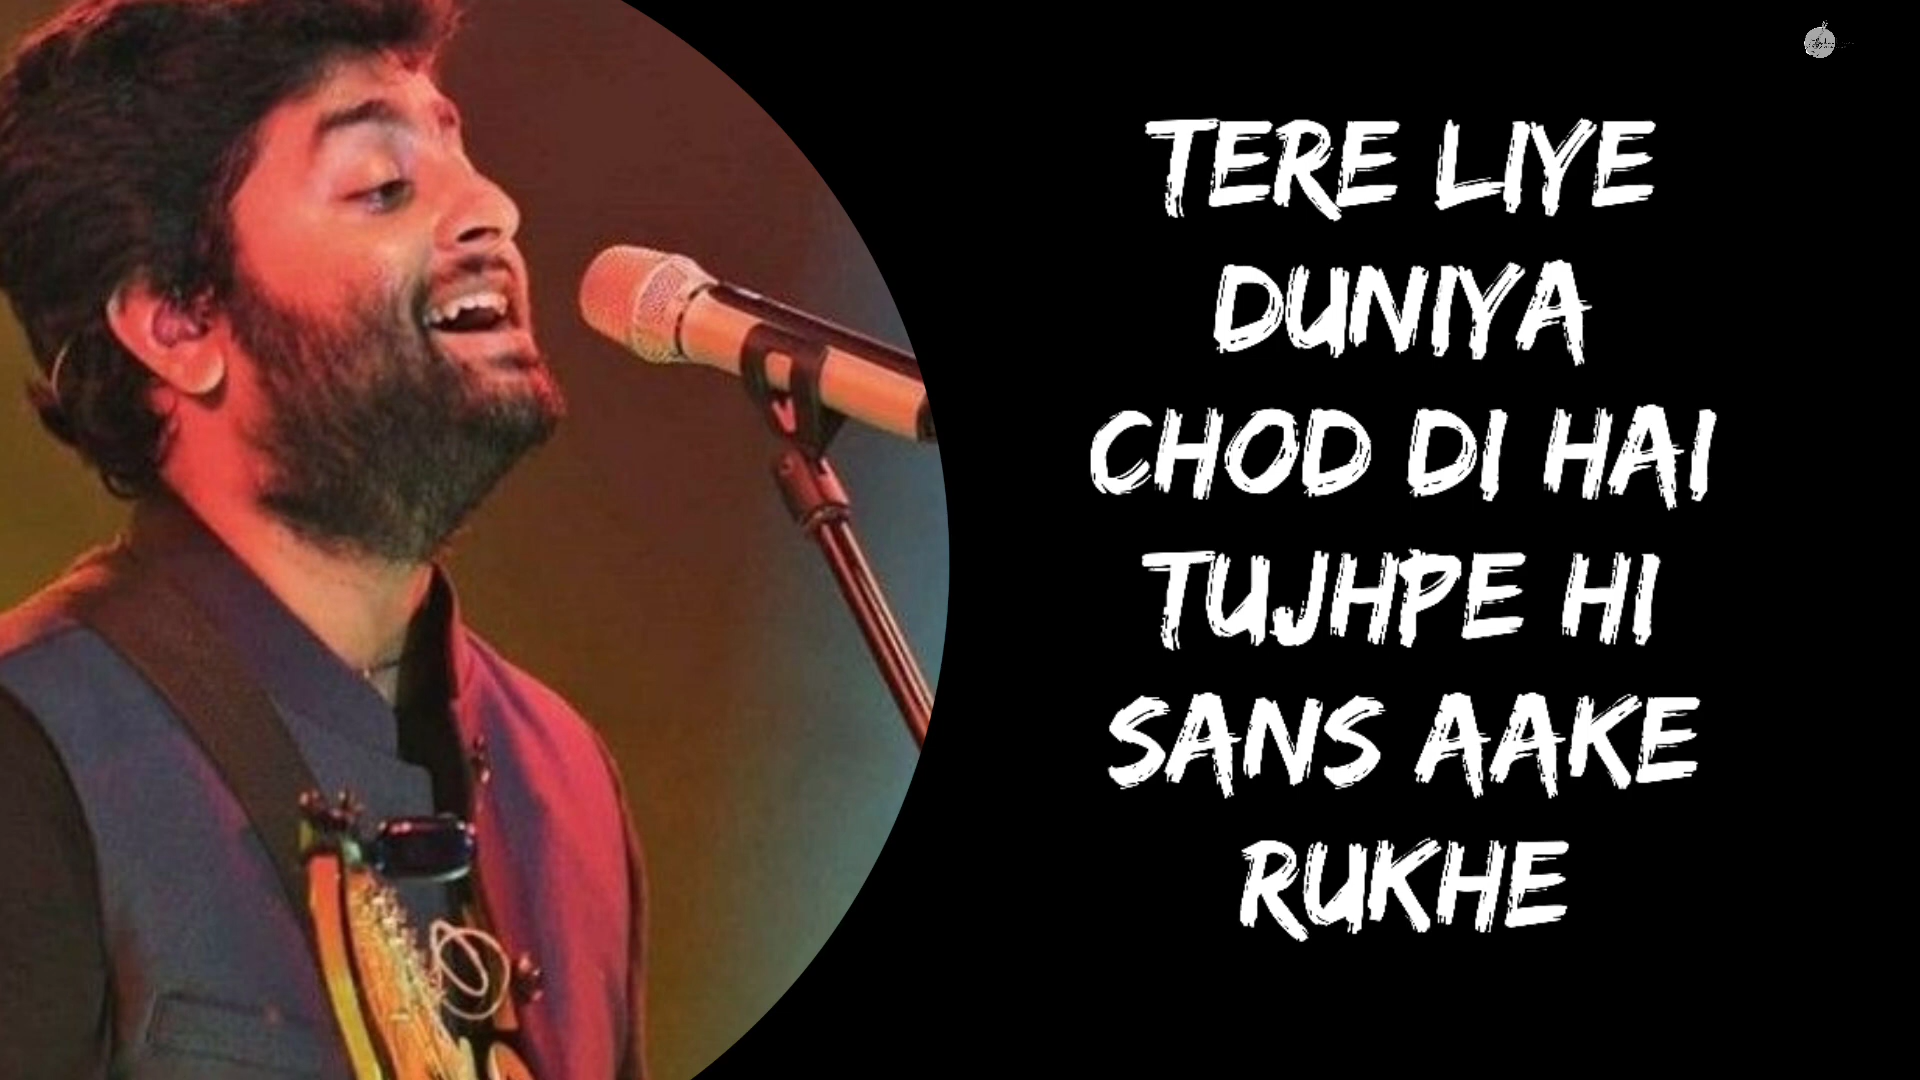 TERE LIYE
DUNIYA
CHOD DI HAI
TUJHPE HI
SANS AAKE
RUKHE